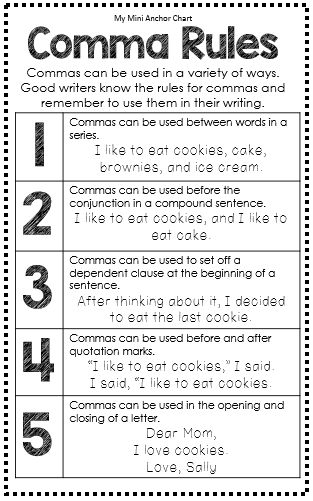 My Mini Anchor Chart
Comma Rules
Commas can be used in a variety of ways.
Good writers know the rules for commas and
remember to use them in their writing.
1
Commas can be used between words in a
series.
I like to eat cookies, cake,
brownies, and ice cream.
2
Commas can be used before the
conjunction in a compound sentence.
I like to eat cookies, and I like to
eat cake.
3
Commas can be used to set off a
dependent clause at the beginning of a
sentence.
After thinking about it, I decided
to eat the last cookie.
4
Commas can be used before and after
quotation marks.
"I like to eat cookies," I said.
I said, "I like to eat cookies.
5
Commas can be used in the opening and
closing of a letter.
Dear Mom,
I love cookies.
Love, Sally